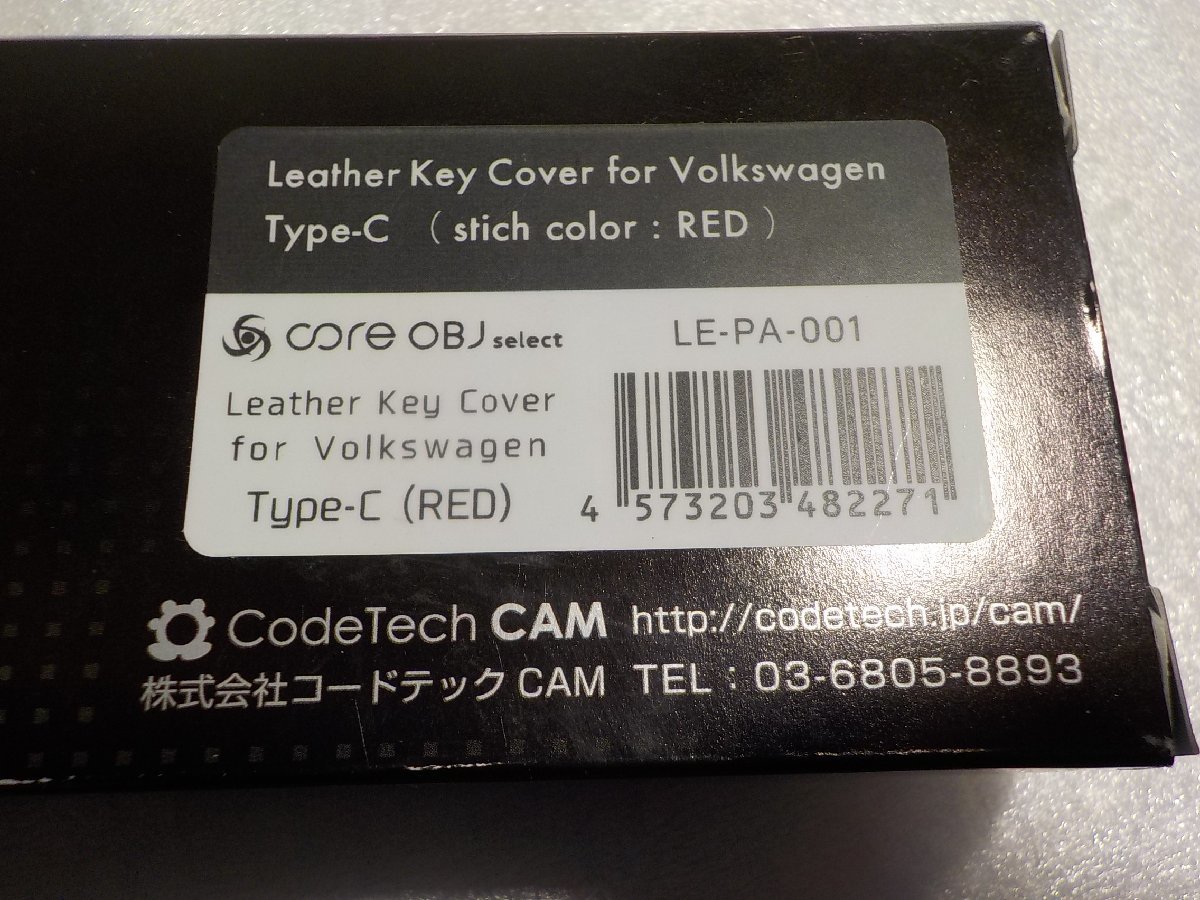 Leather Key Cover for Volkswagen
Type-C ( stich color : RED )
core OBJ select
LE-PA-001
Leather Key Cover
for Volkswagen
Type-C (RED)
4 573203 482271
CodeTech CAM http://codetech.jp/cam/
株式会社コードテック CAM TEL : 03-6805-8893